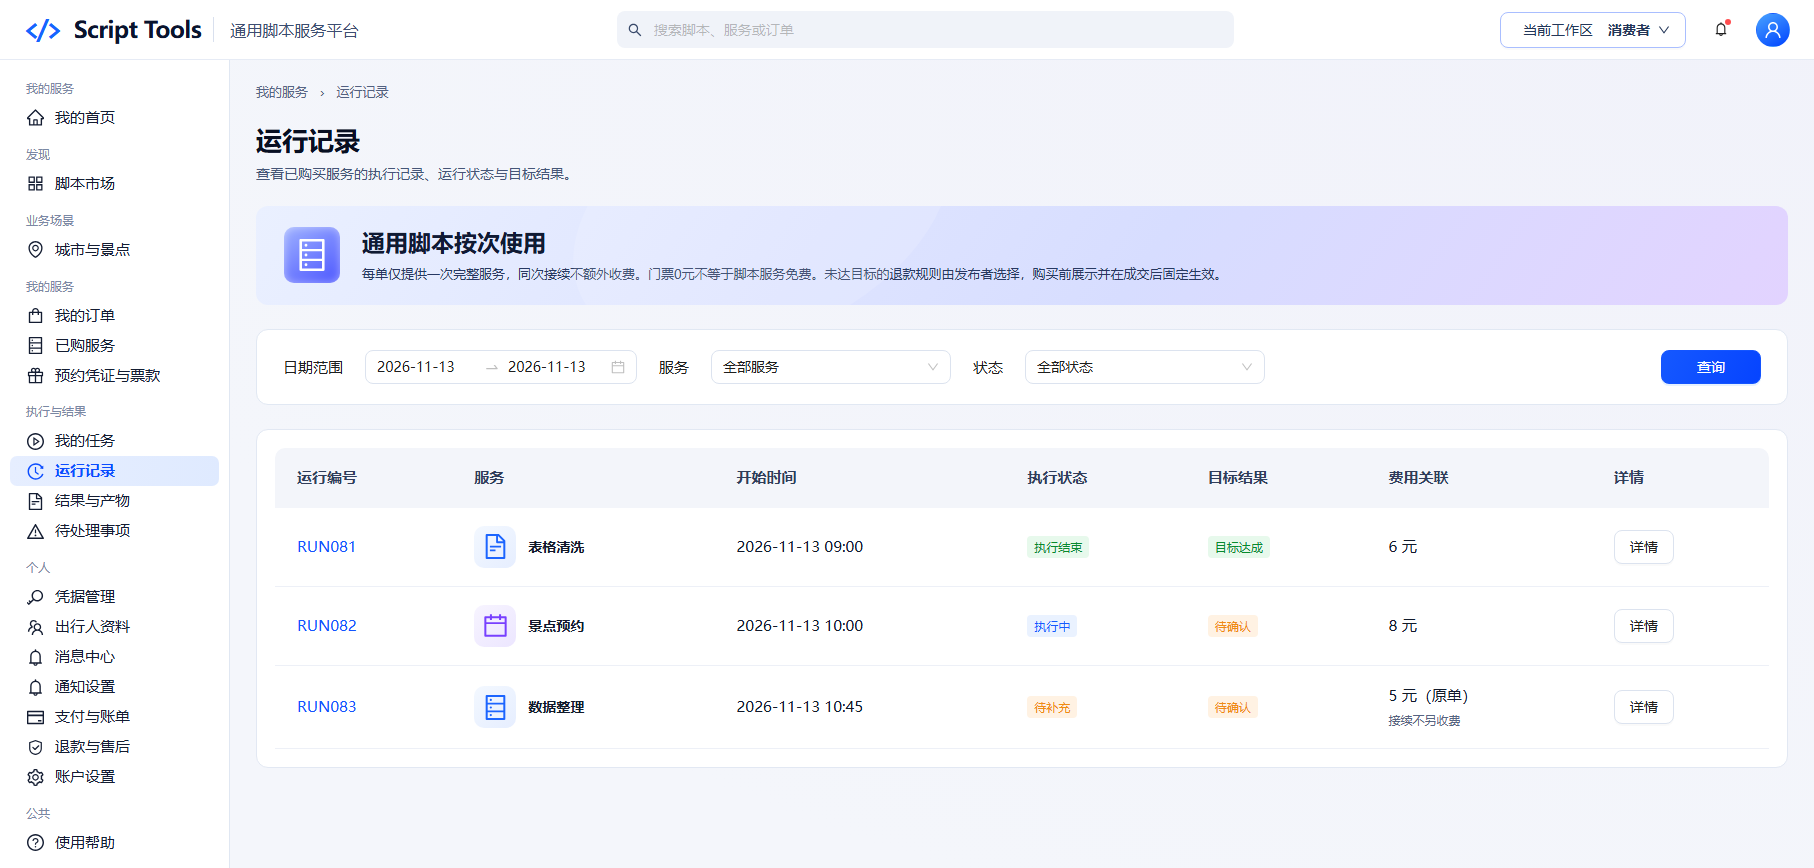 Script Tools 通用脚本服务平台 搜索脚本、服务或订单 当前工作区 消费者
我的服务
我的首页
发现
脚本市场
业务场景
城市与景点
我的服务
我的订单
已购服务
预约凭证与票款
执行与结果
我的任务
运行记录
结果与产物
待处理事项
个人
凭据管理
出行人资料
消息中心
通知设置
支付与账单
退款与售后
账户设置
公共
使用帮助
我的服务 › 运行记录
运行记录
查看已购买服务的执行记录、运行状态与目标结果。
通用脚本按次使用
每单仅提供一次完整服务，同次接续不额外收费。门票0元不等于脚本服务免费。未达目标的退款规则由发布者选择，购买前展示并在成交后固定生效。
日期范围 2026-11-13 → 2026-11-13 服务 全部服务 状态 全部状态 查询
运行编号 服务 开始时间 执行状态 目标结果 费用关联 详情
RUN081 表格清洗 2026-11-13 09:00 执行结束 目标达成 6 元 详情
RUN082 景点预约 2026-11-13 10:00 执行中 待确认 8 元 详情
RUN083 数据整理 2026-11-13 10:45 待补充 待确认 5 元（原单） 详情
接续不另收费